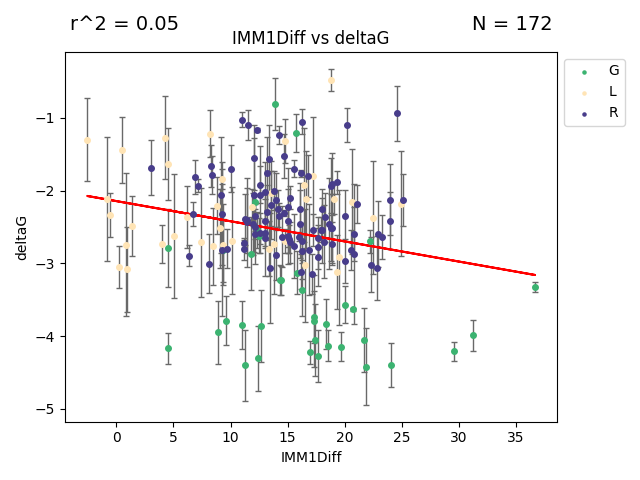 r^2 = 0.05
N = 172
IMM1Diff vs deltaG
G
L
R
−1
−2
−3
−4
−5
deltaG
0 5 10 15 20 25 30 35
IMM1Diff